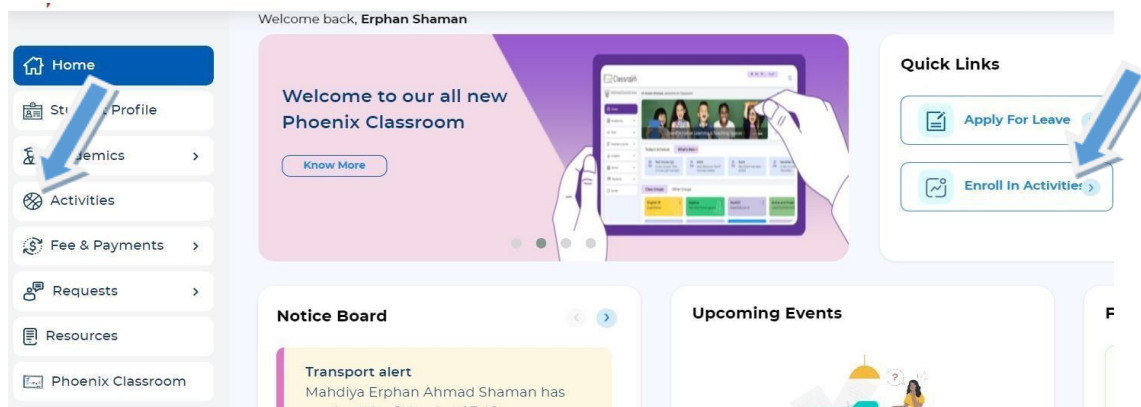 Welcome back, Erphan Shaman
Home
Profile
Academics
Activities
Fee & Payments
Requests
Resources
Phoenix Classroom
Welcome to our all new
Phoenix Classroom
Know More
Quick Links
Apply For Leave
Enroll In Activities
Notice Board
Transport alert
Mahdiya Erphan Ahmad Shaman has
Upcoming Events